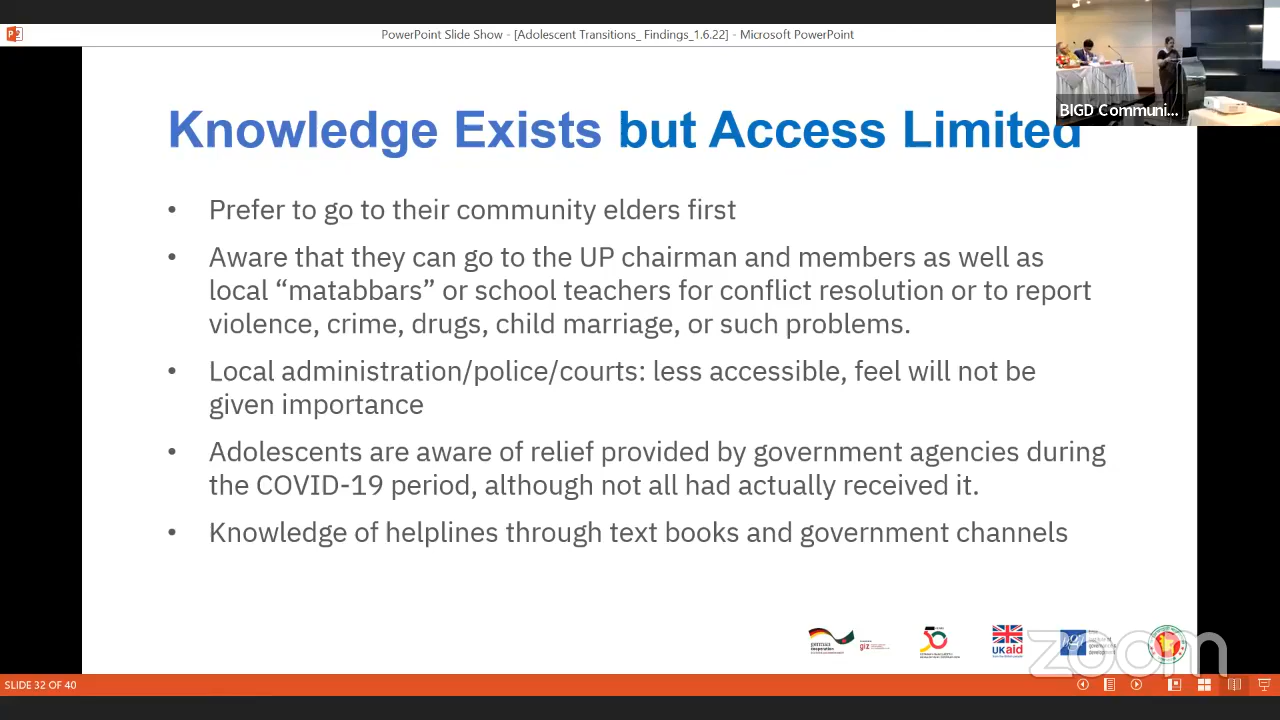 PowerPoint Slide Show - [Adolescent Transitions_ Findings_1.6.22] - Microsoft PowerPoint
BIGD Communi...
Knowledge Exists but Access Limited
• Prefer to go to their community elders first
• Aware that they can go to the UP chairman and members as well as
local “matabbars” or school teachers for conflict resolution or to report
violence, crime, drugs, child marriage, or such problems.
• Local administration/police/courts: less accessible, feel will not be
given importance
• Adolescents are aware of relief provided by government agencies during
the COVID-19 period, although not all had actually received it.
• Knowledge of helplines through text books and government channels
german
cooperation
giz
50
UKaid
zoom
SLIDE 32 OF 40